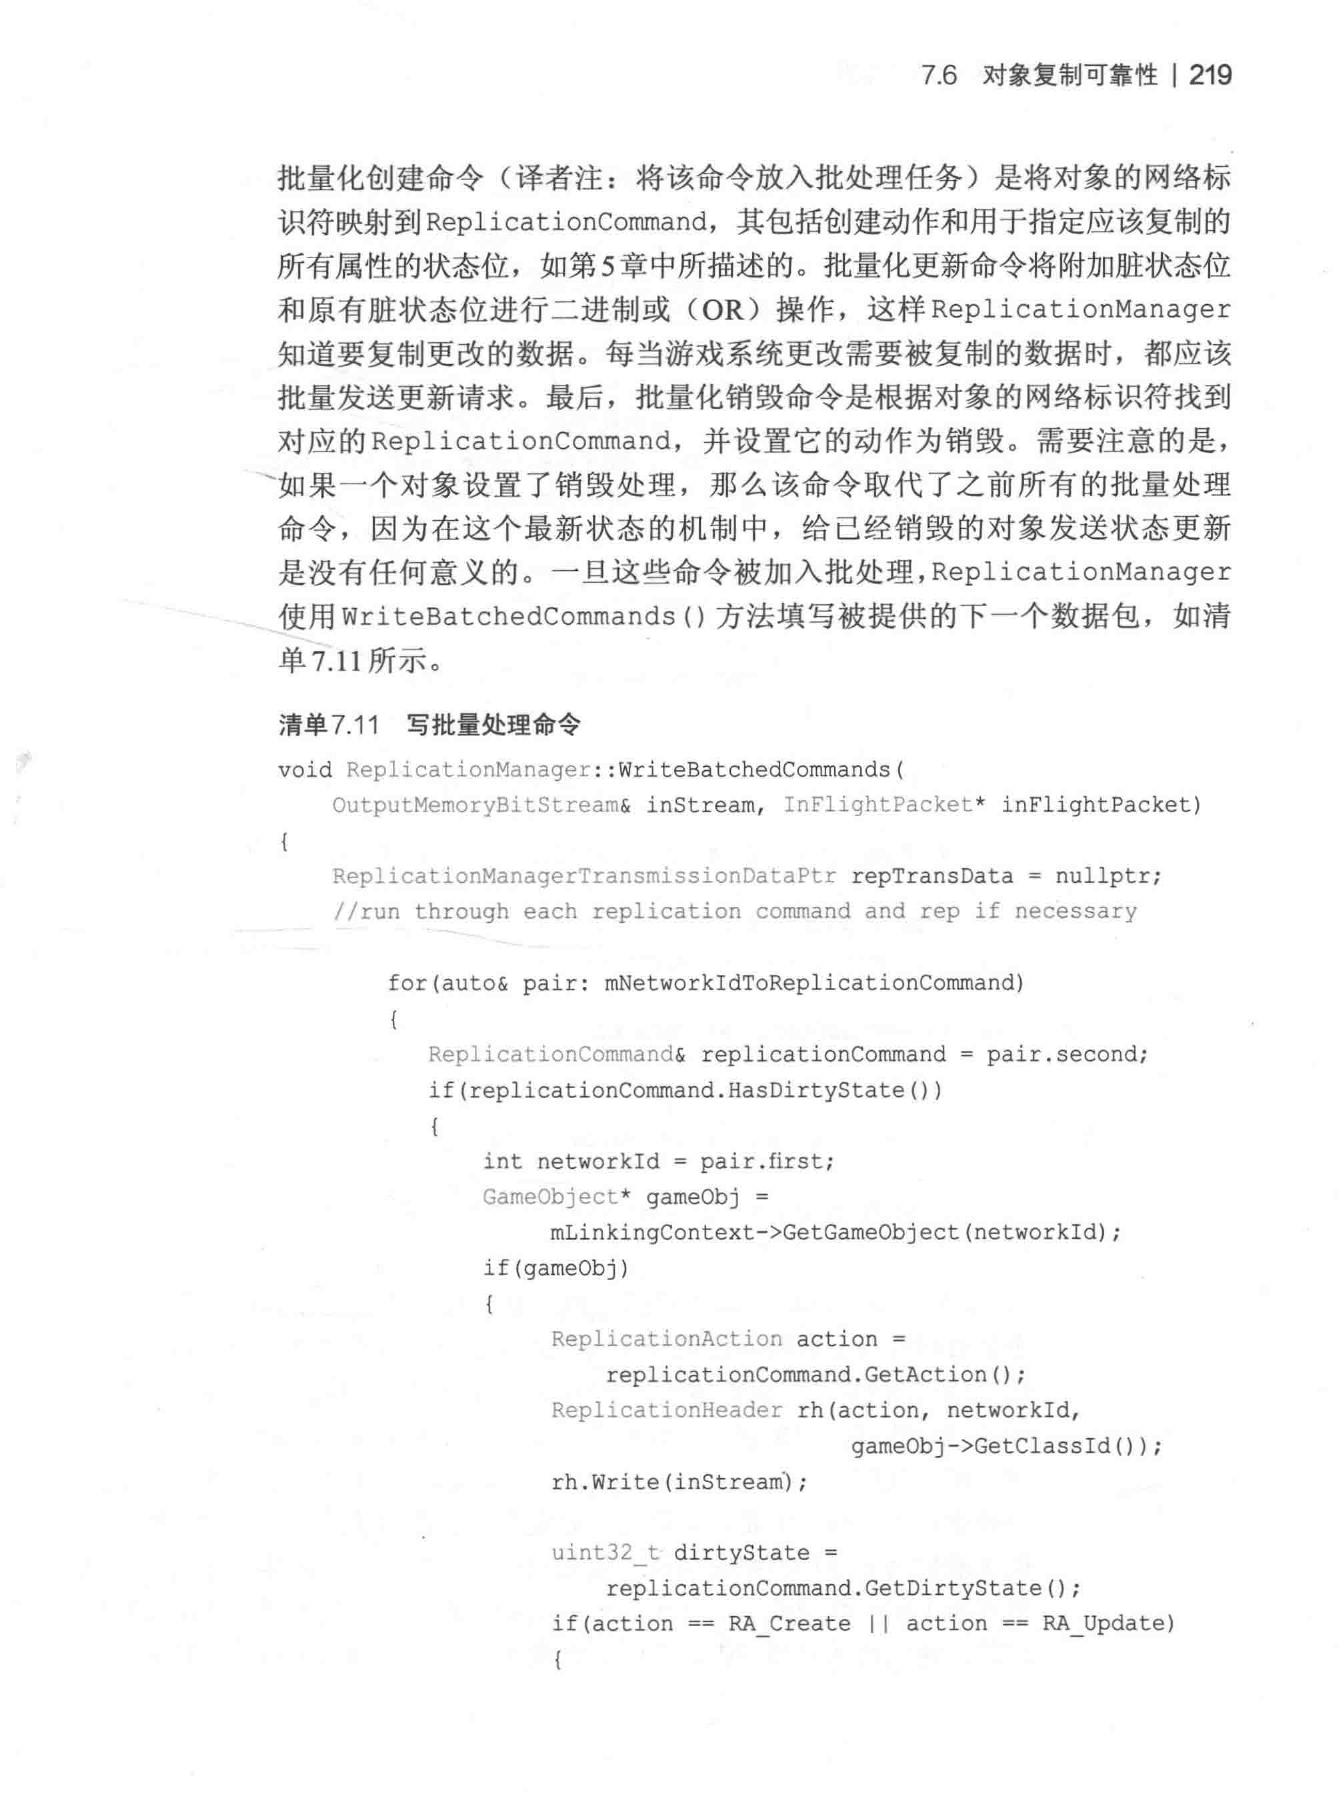 7.6 对象复制可靠性 | 219
批量化创建命令（译者注：将该命令放入批处理任务）是将对象的网络标
识符映射到ReplicationCommand，其包括创建动作和用于指定应该复制的
所有属性的状态位，如第5章中所描述的。批量化更新命令将附加脏状态位
和原有脏状态位进行二进制或（OR）操作，这样ReplicationManager
知道要复制更改的数据。每当游戏系统更改需要被复制的数据时，都应该
批量发送更新请求。最后，批量化销毁命令是根据对象的网络标识符找到
对应的ReplicationCommand，并设置它的动作为销毁。需要注意的是，
如果一个对象设置了销毁处理，那么该命令取代了之前所有的批量处理
命令，因为在这个最新状态的机制中，给已经销毁的对象发送状态更新
是没有任何意义的。一旦这些命令被加入批处理，ReplicationManager
使用WriteBatchedCommands()方法填写被提供的下一个数据包，如清
单7.11所示。
清单7.11 写批量处理命令
void ReplicationManager::WriteBatchedCommands(
OutputMemoryBitStream& inStream, InFlightPacket* inFlightPacket)
{
ReplicationManagerTransmissionDataPtr repTransData = nullptr;
//run through each replication command and rep if necessary
for(auto& pair: mNetworkIdToReplicationCommand)
{
ReplicationCommand& replicationCommand = pair.second;
if(replicationCommand.HasDirtyState())
{
int networkId = pair.first;
GameObject* gameObj =
mLinkingContext->GetGameObject(networkId);
if(gameObj)
{
ReplicationAction action =
replicationCommand.GetAction();
ReplicationHeader rh(action, networkId,
gameObj->GetClassId());
rh.Write(inStream);
uint32_t dirtyState =
replicationCommand.GetDirtyState();
if(action == RA_Create || action == RA_Update)
{